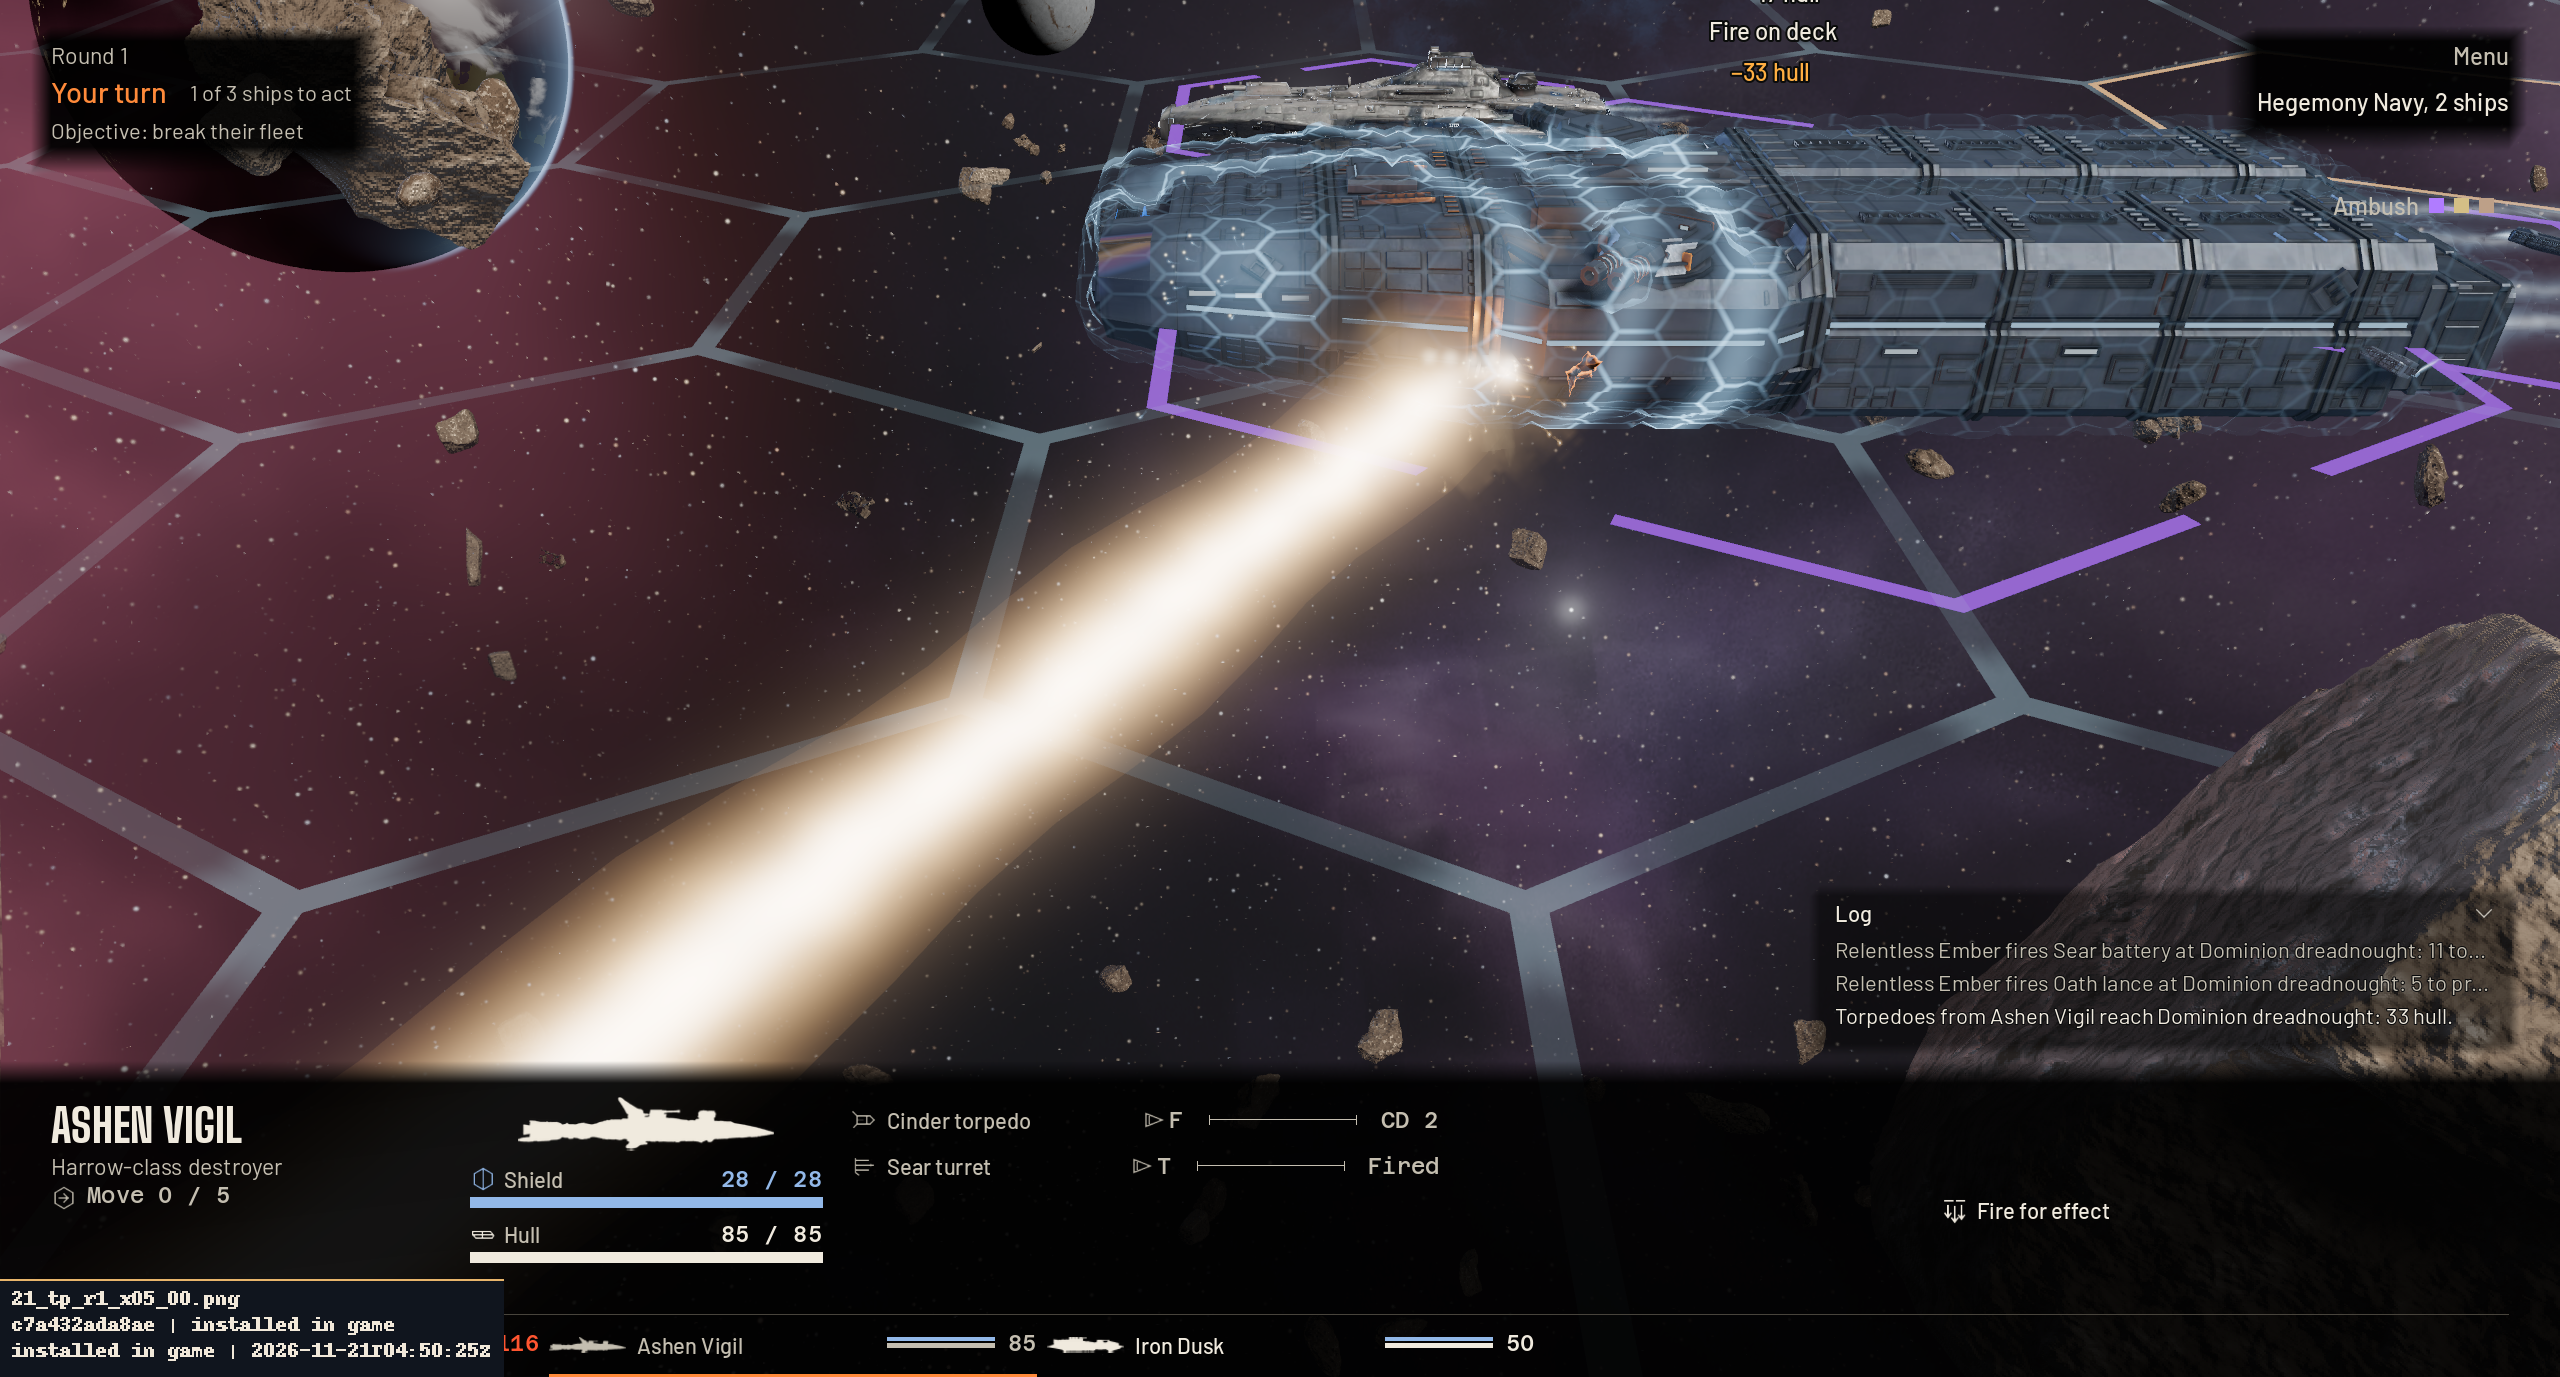 Round 1
Your turn 1 of 3 ships to act
Objective: break their fleet
Fire on deck
-33 hull
Menu
Hegemony Navy, 2 ships
Ambush
Log
Relentless Ember fires Sear battery at Dominion dreadnought: 11 to...
Relentless Ember fires Oath lance at Dominion dreadnought: 5 to pr...
Torpedoes from Ashen Vigil reach Dominion dreadnought: 33 hull.
ASHEN VIGIL
Harrow-class destroyer
Move 0 / 5
Shield 28 / 28
Hull 85 / 85
Cinder torpedo F CD 2
Sear turret T Fired
Fire for effect
21_tp_r1_x05_00.png
c7a432ada8ae | installed in game
installed in game | 2026-11-21r04:50:25z
116 Ashen Vigil 85 Iron Dusk 50